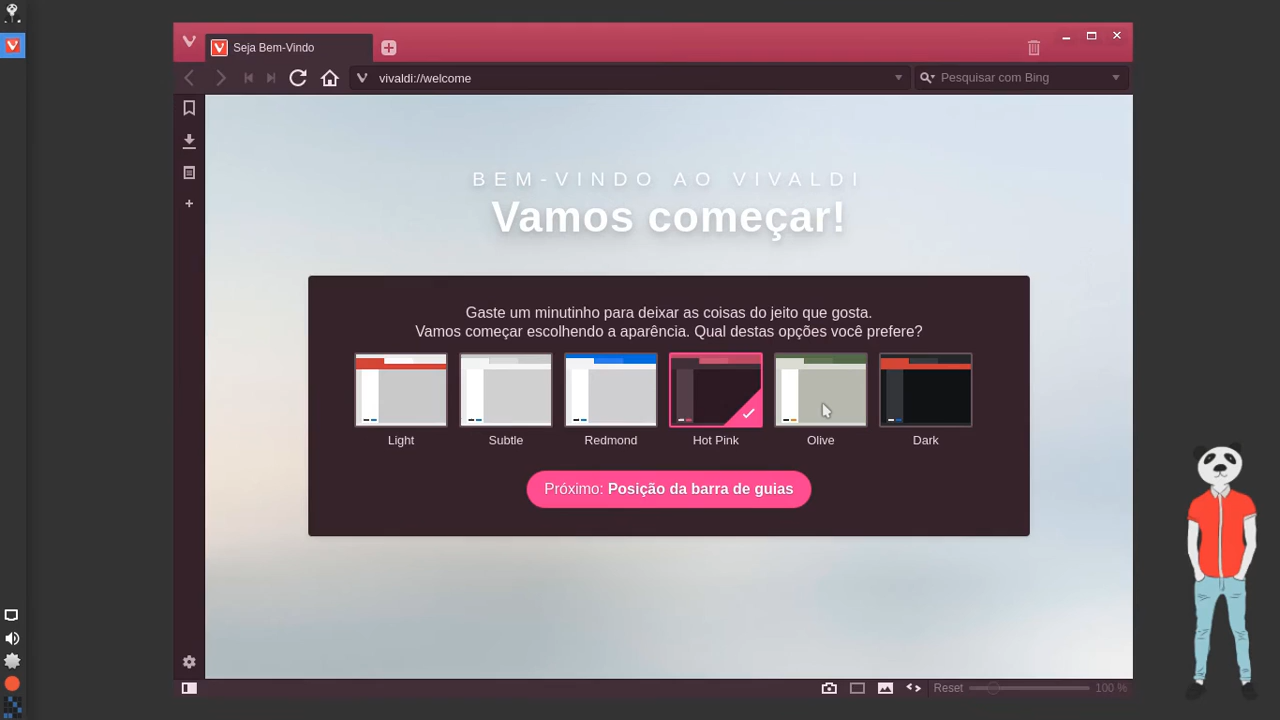 Seja Bem-Vindo
vivaldi://welcome
Pesquisar com Bing
BEM-VINDO AO VIVALDI
Vamos começar!
Gaste um minutinho para deixar as coisas do jeito que gosta.
Vamos começar escolhendo a aparência. Qual destas opções você prefere?
Light Subtle Redmond Hot Pink Olive Dark
Próximo: Posição da barra de guias
Reset 100 %